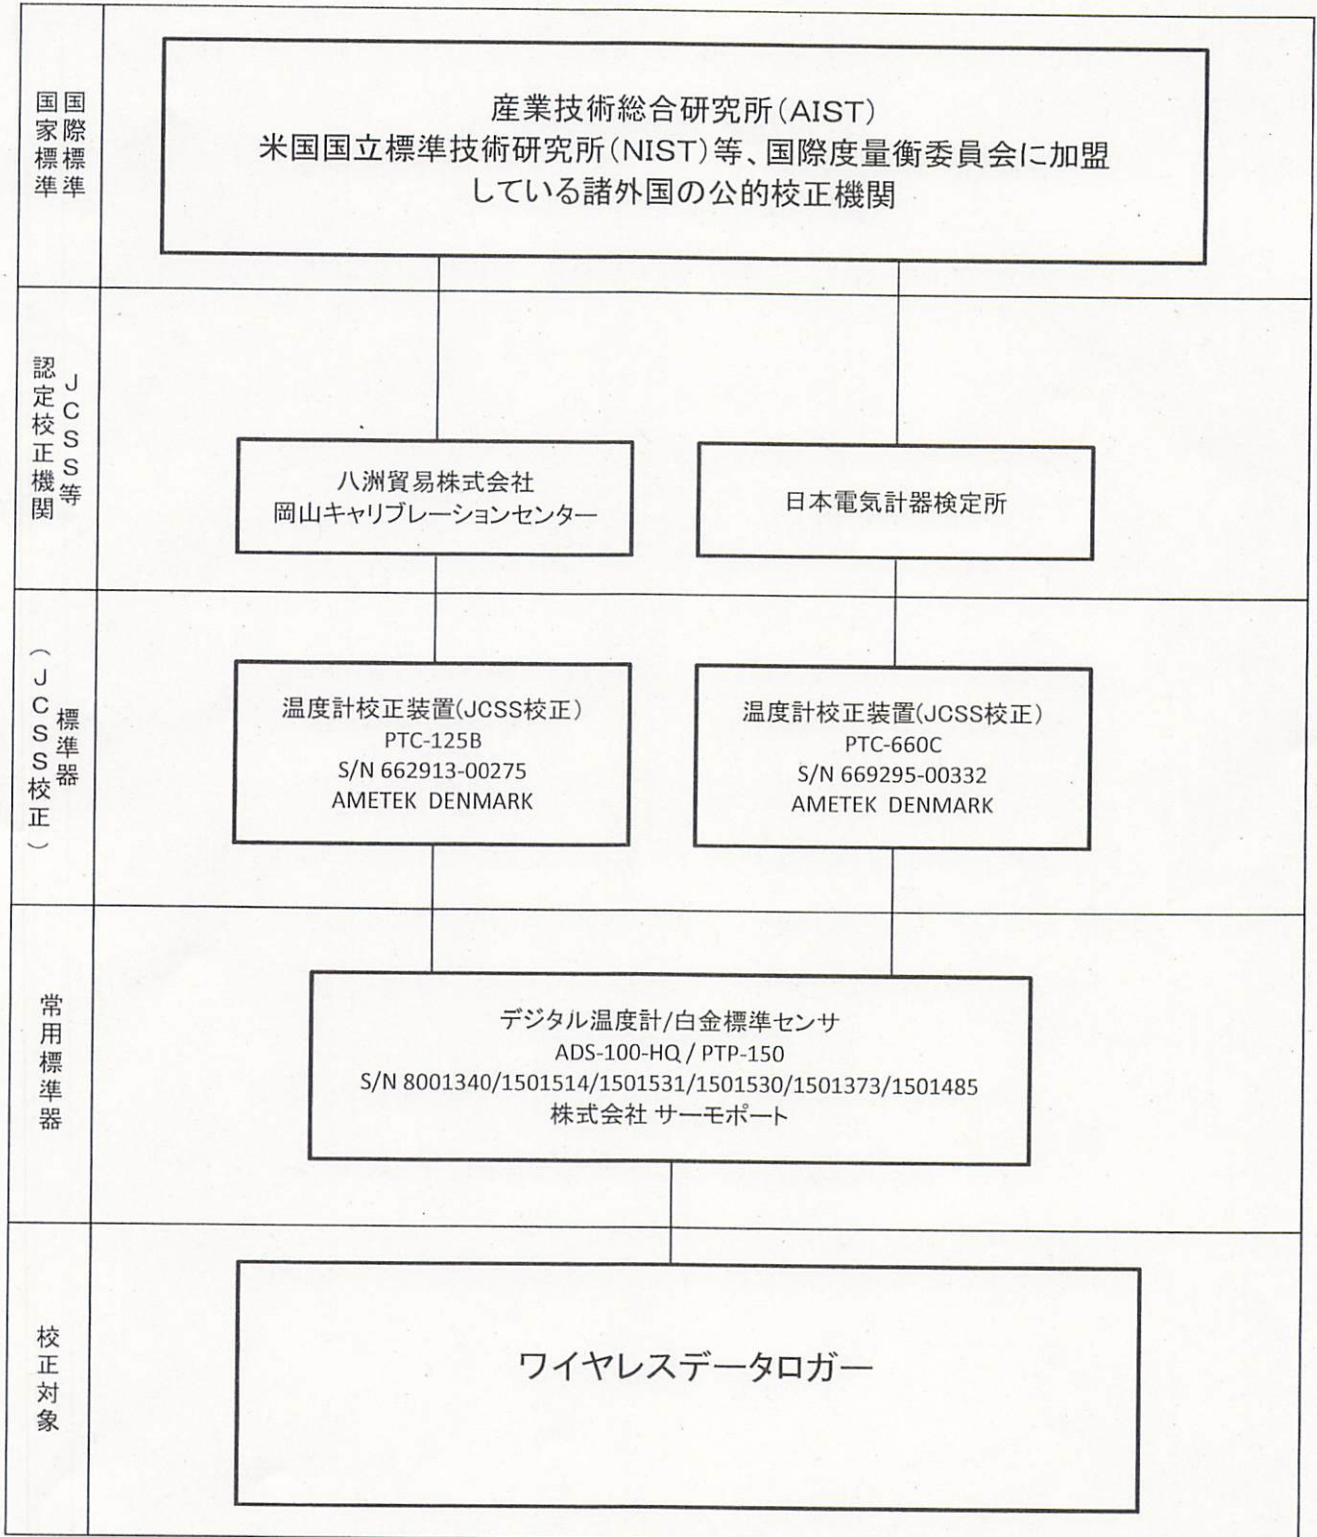 国際標準
国家標準
産業技術総合研究所(AIST)
米国国立標準技術研究所(NIST)等、国際度量衡委員会に加盟
している諸外国の公的校正機関
JCSS等
認定校正機関
八洲貿易株式会社
岡山キャリブレーションセンター
日本電気計器検定所
標準器
(JCSS校正)
温度計校正装置(JCSS校正)
PTC-125B
S/N 662913-00275
AMETEK DENMARK
温度計校正装置(JCSS校正)
PTC-660C
S/N 669295-00332
AMETEK DENMARK
常用標準器
デジタル温度計/白金標準センサ
ADS-100-HQ / PTP-150
S/N 8001340/1501514/1501531/1501530/1501373/1501485
株式会社 サーモポート
校正対象
ワイヤレスデータロガー